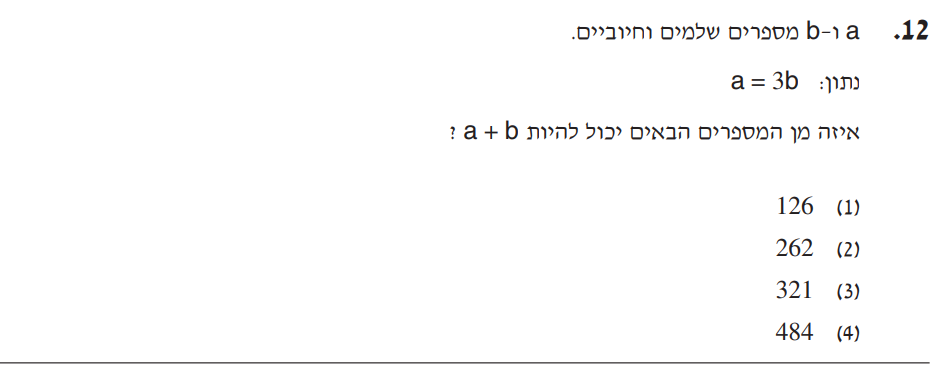 .12 a ו-b מספרים שלמים וחיוביים.
נתון: a = 3b
איזה מן המספרים הבאים יכול להיות a + b ?
(1) 126
(2) 262
(3) 321
(4) 484